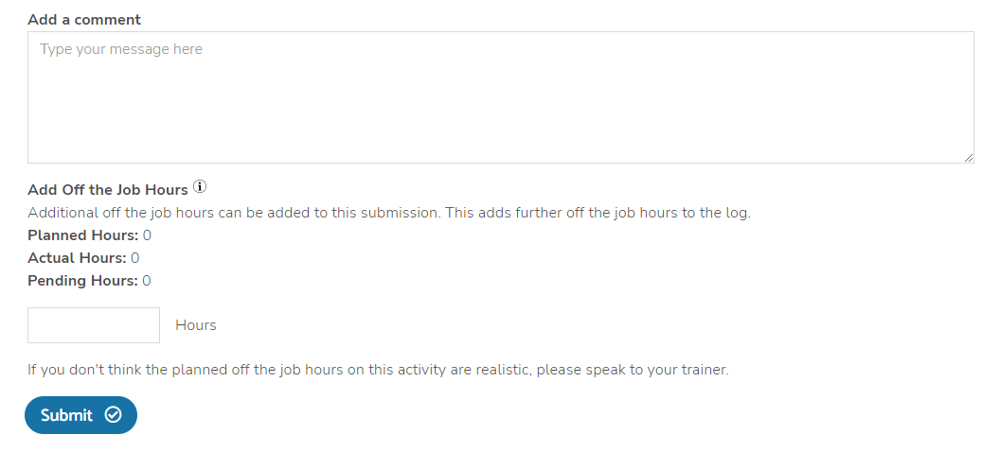 Add a comment
Type your message here
Add Off the Job Hours
Additional off the job hours can be added to this submission. This adds further off the job hours to the log.
Planned Hours: 0
Actual Hours: 0
Pending Hours: 0
Hours
If you don't think the planned off the job hours on this activity are realistic, please speak to your trainer.
Submit